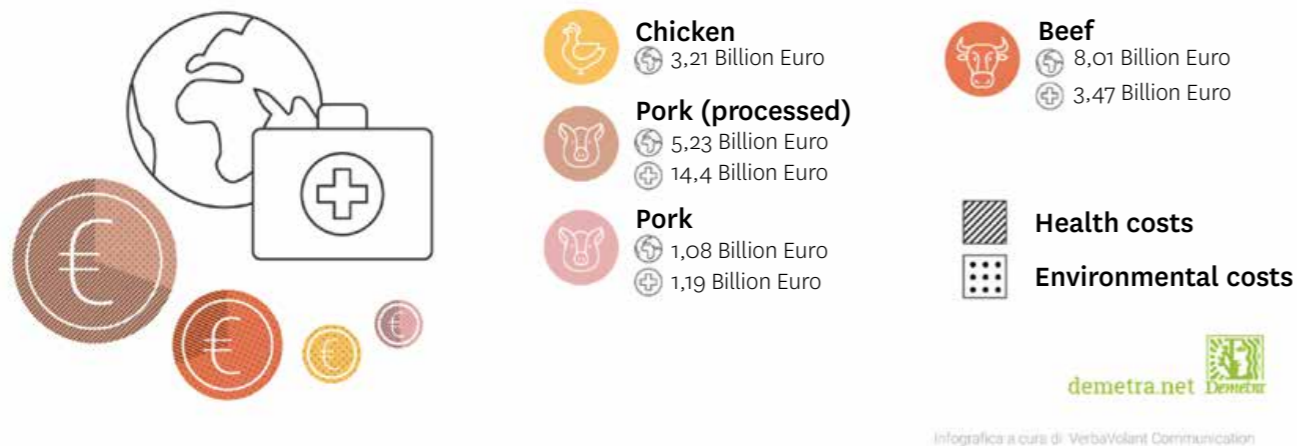 Chicken
3,21 Billion Euro
Pork (processed)
5,23 Billion Euro
14,4 Billion Euro
Pork
1,08 Billion Euro
1,19 Billion Euro
Beef
8,01 Billion Euro
3,47 Billion Euro
Health costs
Environmental costs
demetra.net
Demetra
Infografica a cura di VerbaVolant Communication
€
€
€
€